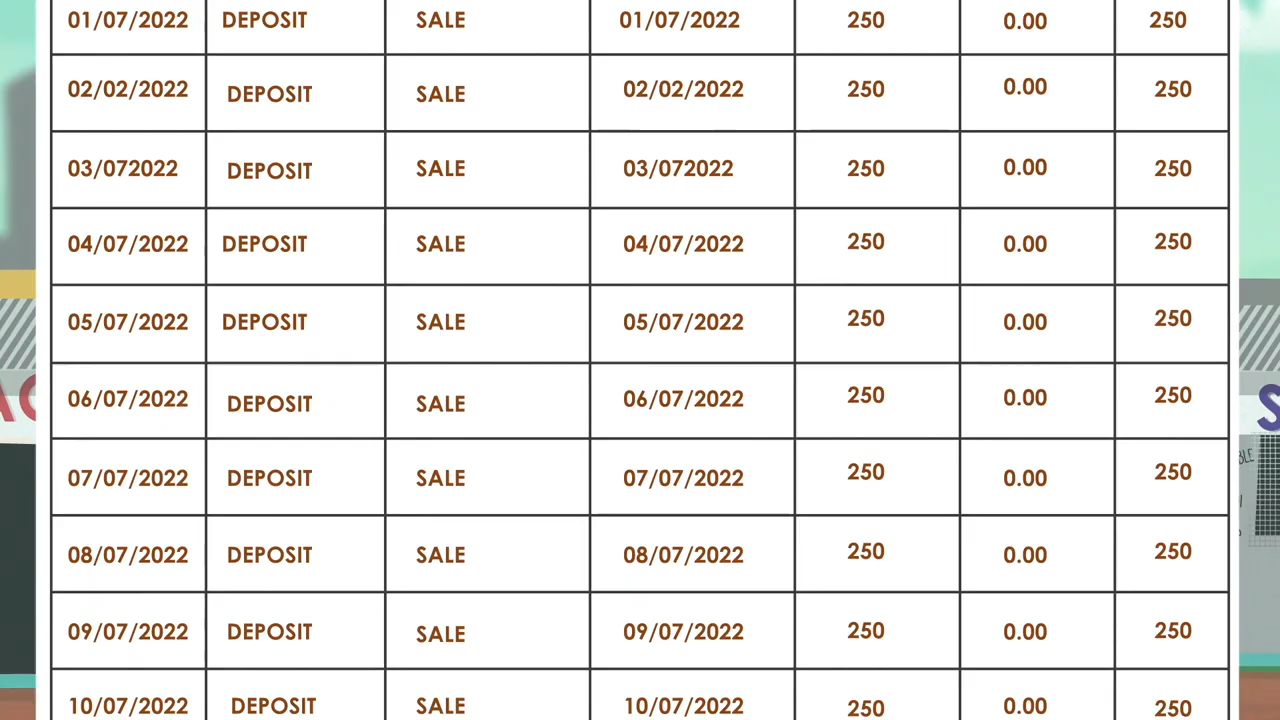 01/07/2022 DEPOSIT SALE 01/07/2022 250 0.00 250
02/02/2022 DEPOSIT SALE 02/02/2022 250 0.00 250
03/072022 DEPOSIT SALE 03/072022 250 0.00 250
04/07/2022 DEPOSIT SALE 04/07/2022 250 0.00 250
05/07/2022 DEPOSIT SALE 05/07/2022 250 0.00 250
06/07/2022 DEPOSIT SALE 06/07/2022 250 0.00 250
07/07/2022 DEPOSIT SALE 07/07/2022 250 0.00 250
08/07/2022 DEPOSIT SALE 08/07/2022 250 0.00 250
09/07/2022 DEPOSIT SALE 09/07/2022 250 0.00 250
10/07/2022 DEPOSIT SALE 10/07/2022 250 0.00 250